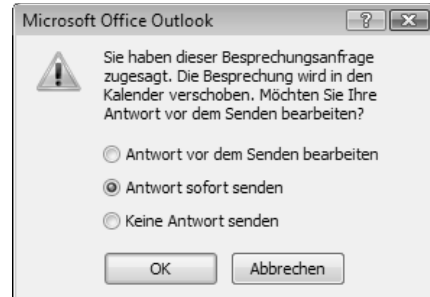 Microsoft Office Outlook
Sie haben dieser Besprechungsanfrage
zugesagt. Die Besprechung wird in den
Kalender verschoben. Möchten Sie Ihre
Antwort vor dem Senden bearbeiten?
Antwort vor dem Senden bearbeiten
Antwort sofort senden
Keine Antwort senden
OK Abbrechen